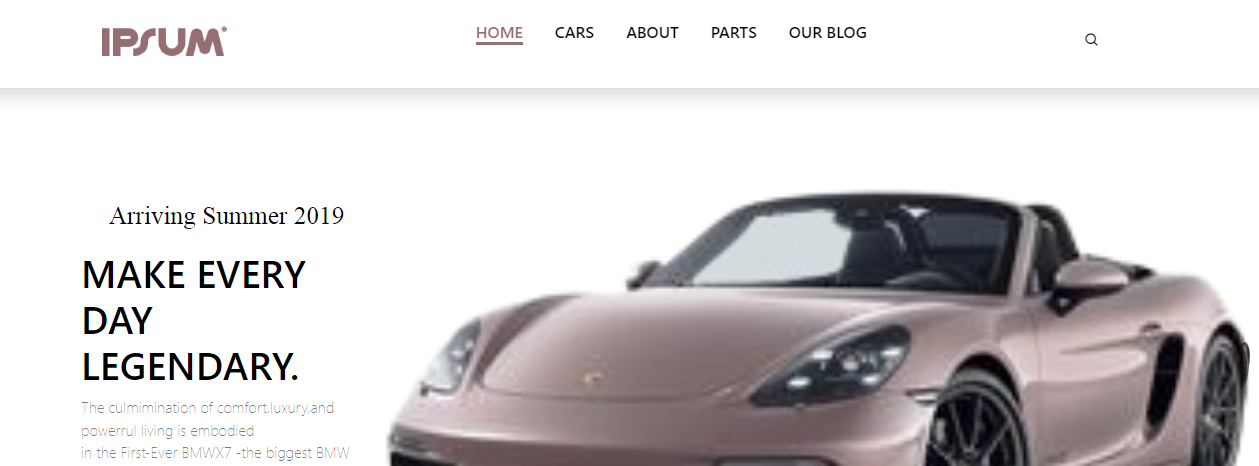 IPSUM
HOME CARS ABOUT PARTS OUR BLOG
Arriving Summer 2019
MAKE EVERY
DAY
LEGENDARY.
The culmimination of comfort,luxury,and
powerrul living is embodied
in the First-Ever BMWX7 -the biggest BMW